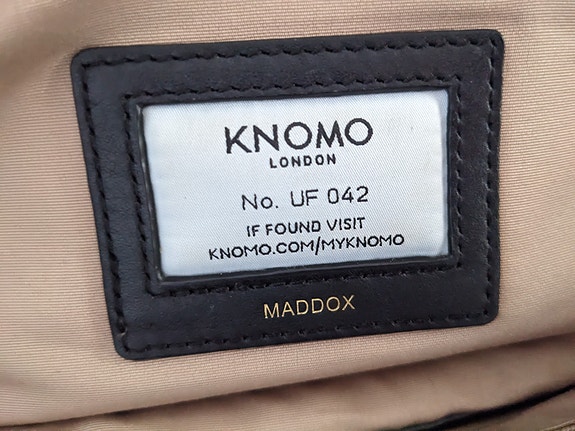 KNOMO
LONDON
No. UF 042
IF FOUND VISIT
KNOMO.COM/MYKNOMO
MADDOX